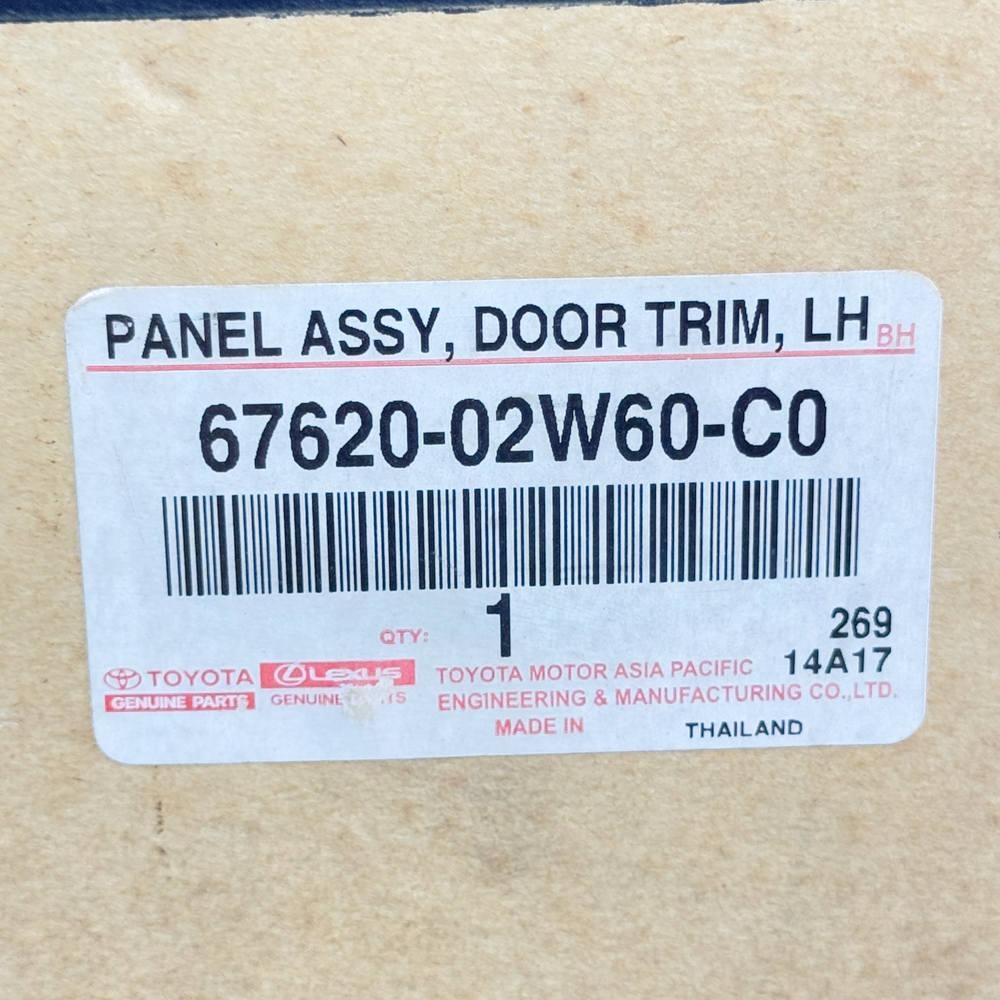 PANEL ASSY, DOOR TRIM, LH BH
67620-02W60-C0
QTY: 1 269
14A17
TOYOTA LEXUS TOYOTA MOTOR ASIA PACIFIC
GENUINE PARTS GENUINE ENGINEERING & MANUFACTURING CO.,LTD.
MADE IN THAILAND